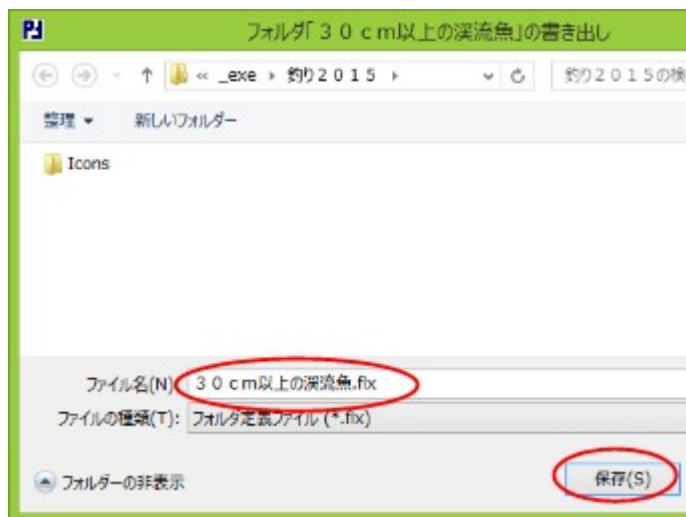 フォルダ「３０ｃｍ以上の渓流魚」の書き出し
« _exe ▸ 釣り２０１５ ▸ 釣り２０１５の検
整理 ▼ 新しいフォルダー
Icons
ファイル名(N): ３０ｃｍ以上の渓流魚.flx
ファイルの種類(T): フォルダ定義ファイル (*.flx)
フォルダーの非表示 保存(S)